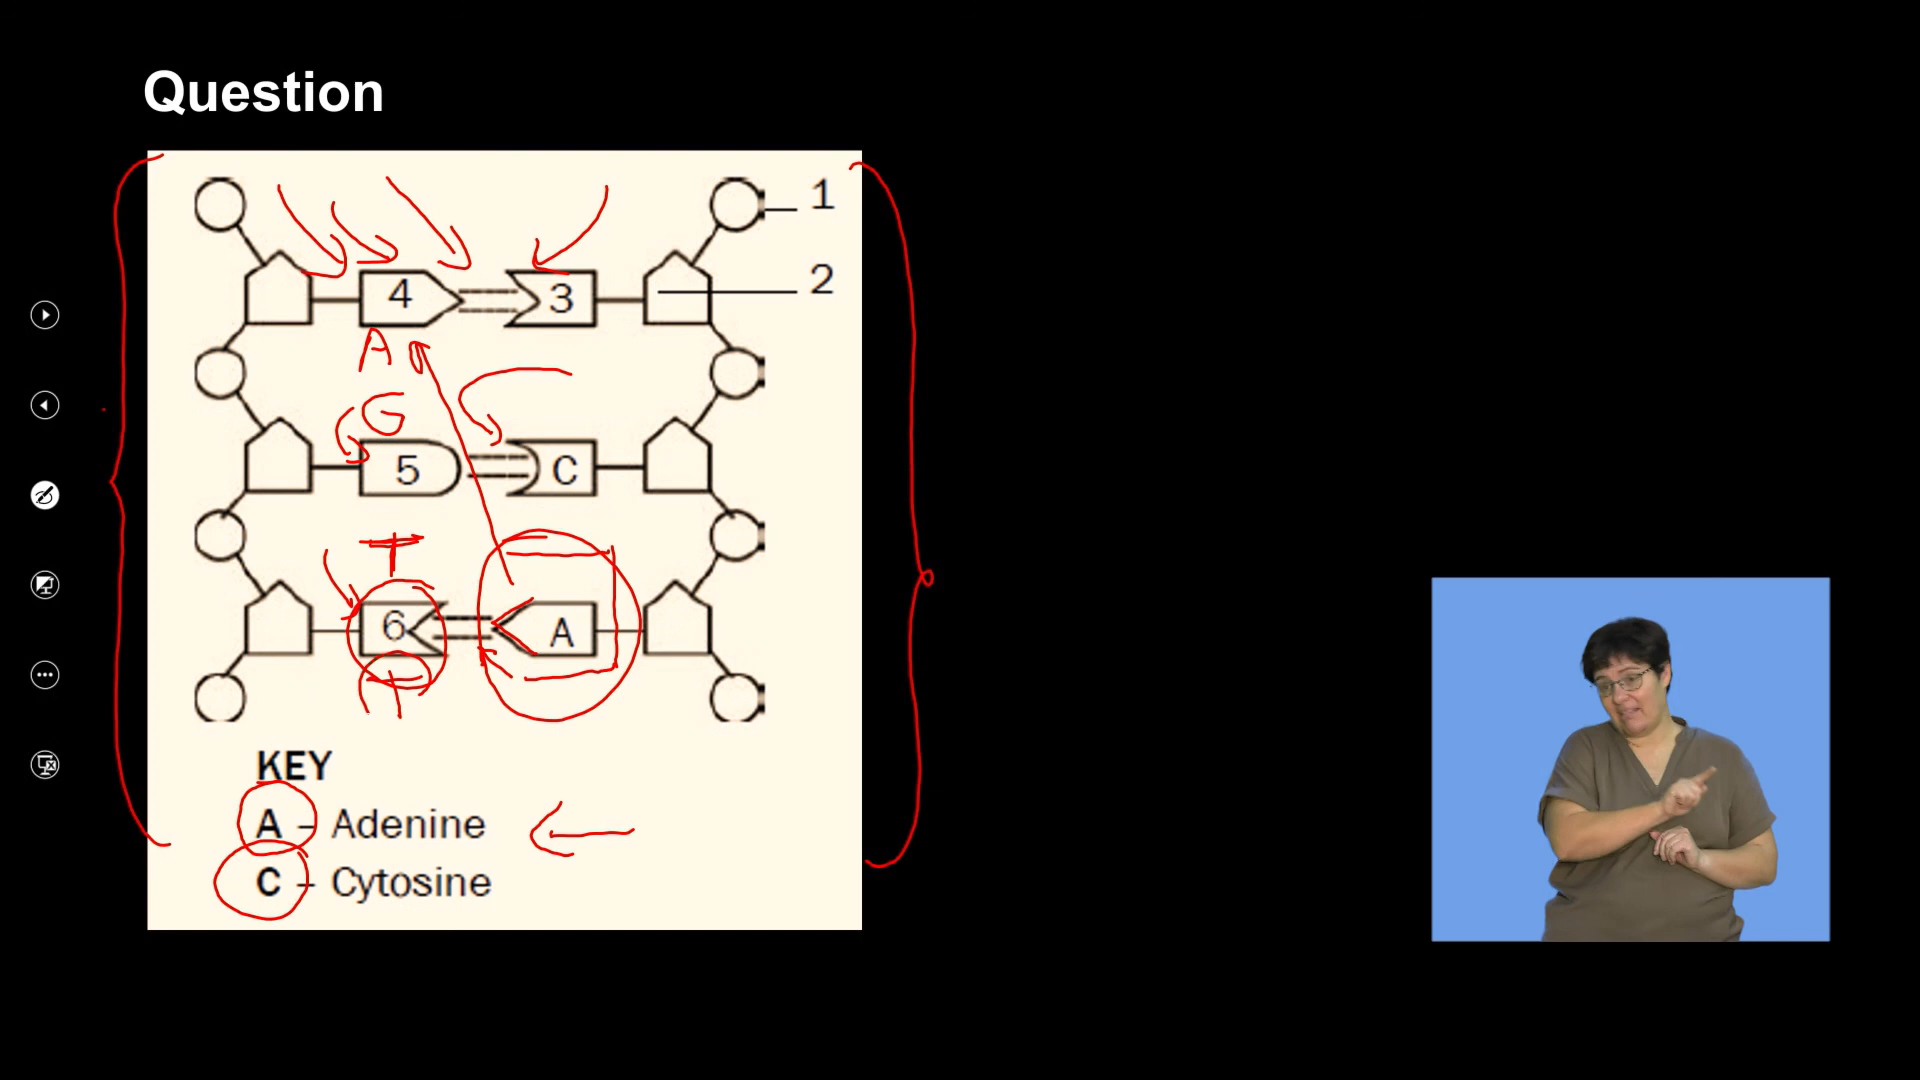 Question
1
4 3
2
A
G
5 C
T
6 A
T
KEY
A – Adenine
C – Cytosine